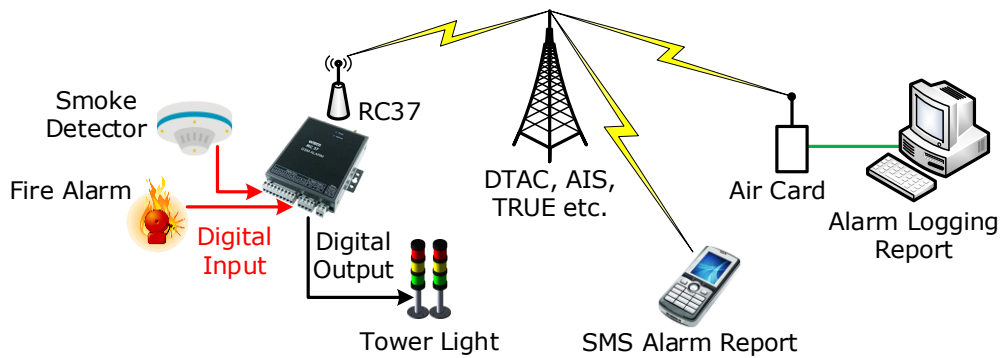 Smoke
Detector
RC37
Fire Alarm
Digital
Input
Digital
Output
Tower Light
DTAC, AIS,
TRUE etc.
SMS Alarm Report
Air Card
Alarm Logging
Report